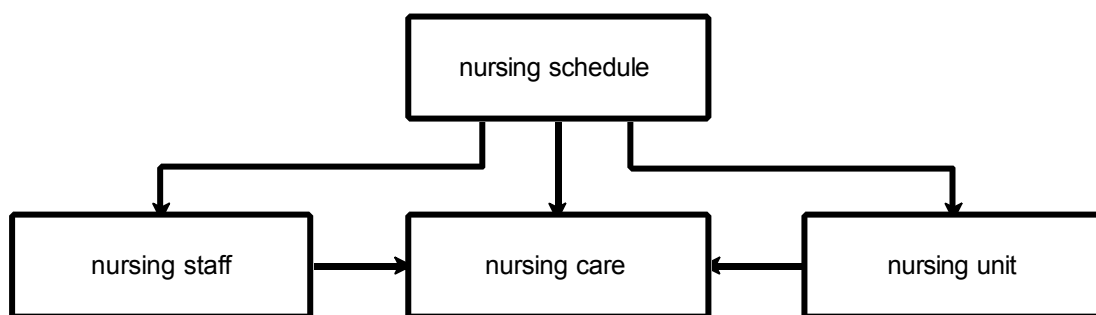 nursing schedule
nursing staff
nursing care
nursing unit